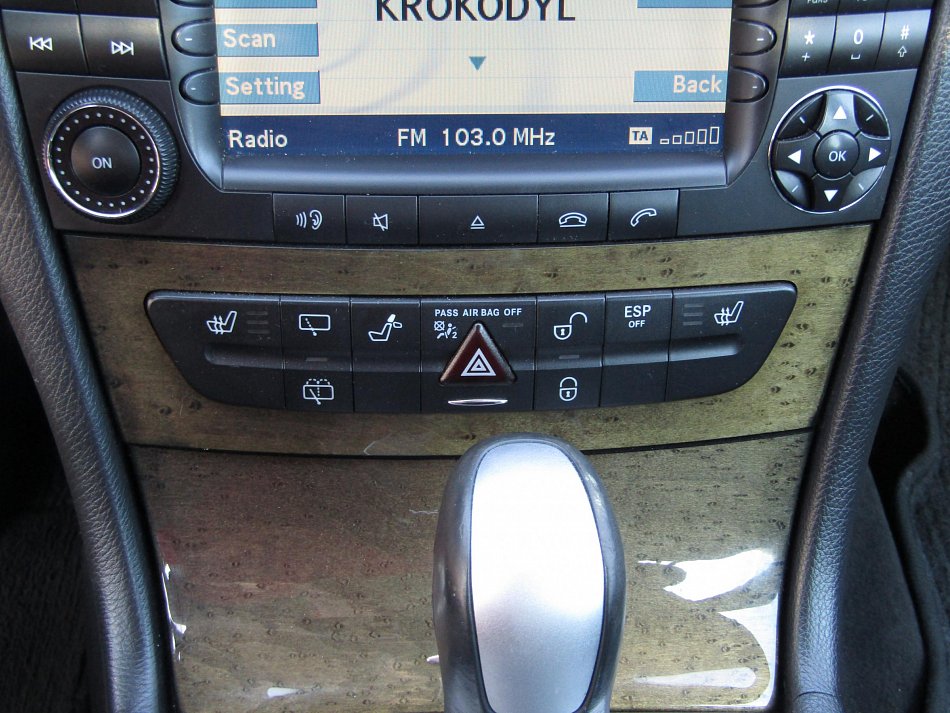 KROKODYL
Scan
Setting
Back
* 0 #
+
ON
Radio FM 103.0 MHz TA
OK
PASS AIR BAG OFF
2
ESP
OFF